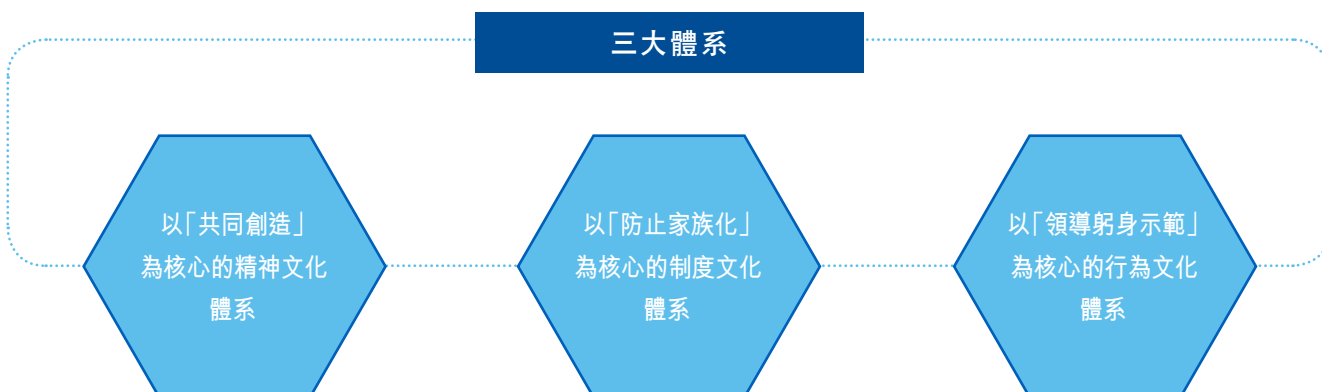 三大體系
以「共同創造」
為核心的精神文化
體系
以「防止家族化」
為核心的制度文化
體系
以「領導躬身示範」
為核心的行為文化
體系